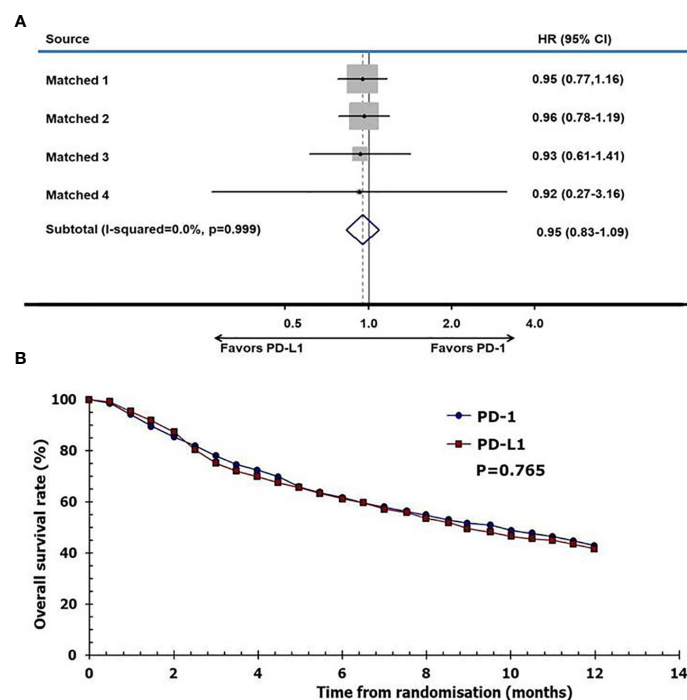 A
Source HR (95% CI)
Matched 1 0.95 (0.77,1.16)
Matched 2 0.96 (0.78-1.19)
Matched 3 0.93 (0.61-1.41)
Matched 4 0.92 (0.27-3.16)
Subtotal (I-squared=0.0%, p=0.999) 0.95 (0.83-1.09)
0.5 1.0 2.0 4.0
Favors PD-L1 Favors PD-1
B
Overall survival rate (%)
100
80
60
40
20
0
PD-1
PD-L1
P=0.765
0 2 4 6 8 10 12 14
Time from randomisation (months)